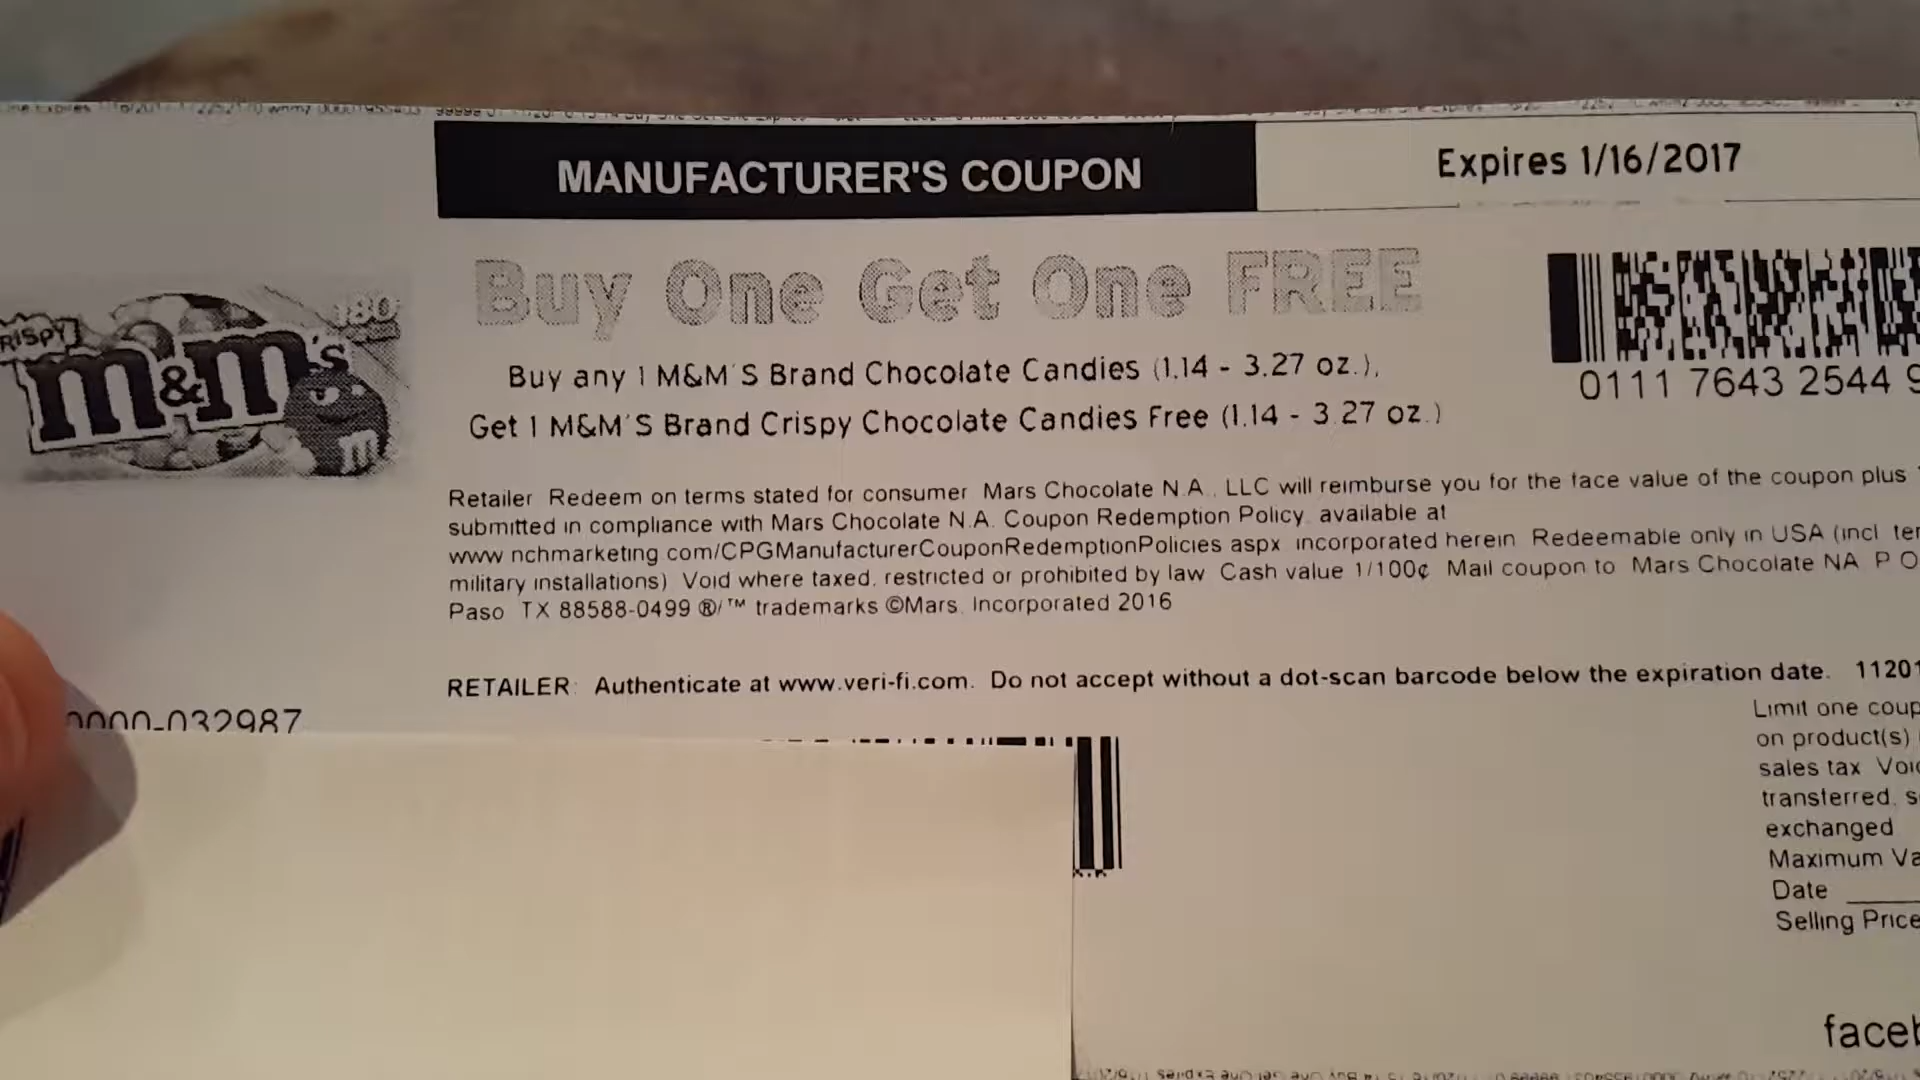 MANUFACTURER'S COUPON
Expires 1/16/2017
Buy One Get One FREE
Buy any 1 M&M'S Brand Chocolate Candies (1.14 - 3.27 oz.),
Get 1 M&M'S Brand Crispy Chocolate Candies Free (1.14 - 3.27 oz.)
0111 7643 2544
RISPY
180
m&m's
m
Retailer Redeem on terms stated for consumer Mars Chocolate N.A., LLC will reimburse you for the face value of the coupon plus
submitted in compliance with Mars Chocolate N.A. Coupon Redemption Policy, available at
www nchmarketing com/CPGManufacturerCouponRedemptionPolicies aspx incorporated herein Redeemable only in USA (incl
military installations) Void where taxed, restricted or prohibited by law Cash value 1/100¢ Mail coupon to Mars Chocolate NA P O
Paso TX 88588-0499 ®/™ trademarks ©Mars, Incorporated 2016
RETAILER: Authenticate at www.veri-fi.com. Do not accept without a dot-scan barcode below the expiration date. 11201
0000-032987
Limit one coup
on product(s)
sales tax Void
transferred, s
exchanged
Maximum Va
Date
Selling Price
faceb